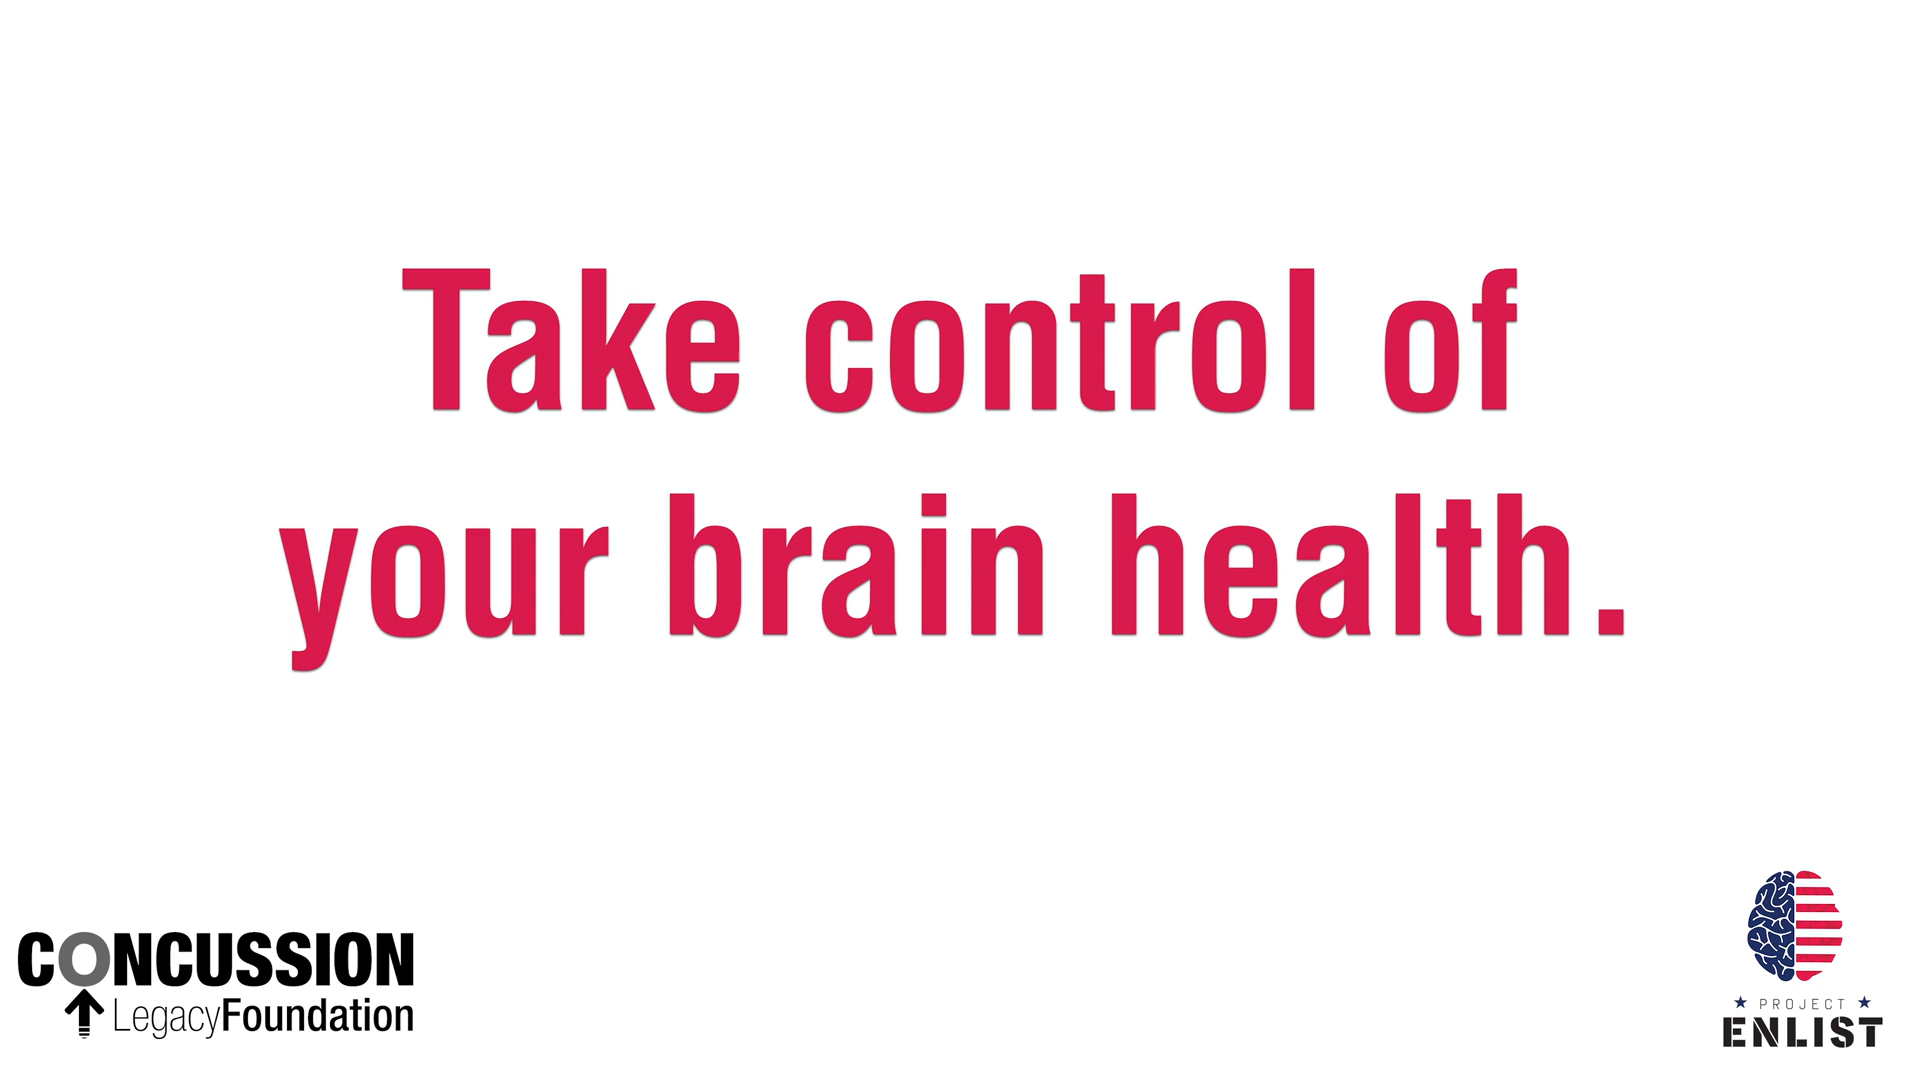 Take control of
your brain health.
CONCUSSION
LegacyFoundation
PROJECT
ENLIST